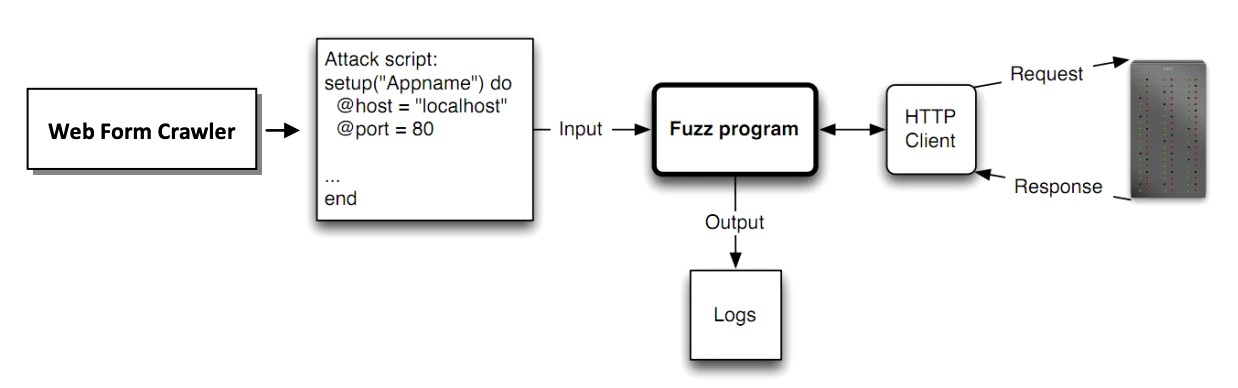 Web Form Crawler
Attack script:
setup("Appname") do
@host = "localhost"
@port = 80
...
end
Input
Fuzz program
HTTP
Client
Request
Response
Output
Logs